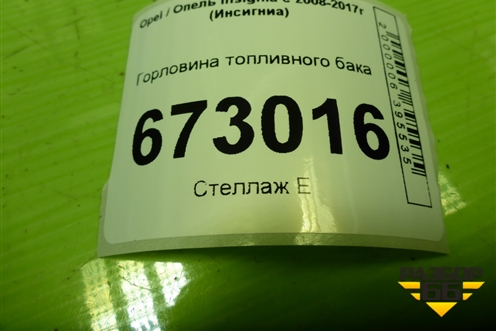 Opel / Опель Insignia с 2008-2017г
(Инсигниа)
Горловина топливного бака
673016
Стеллаж Е
2000006395535
РАЗБОР
66